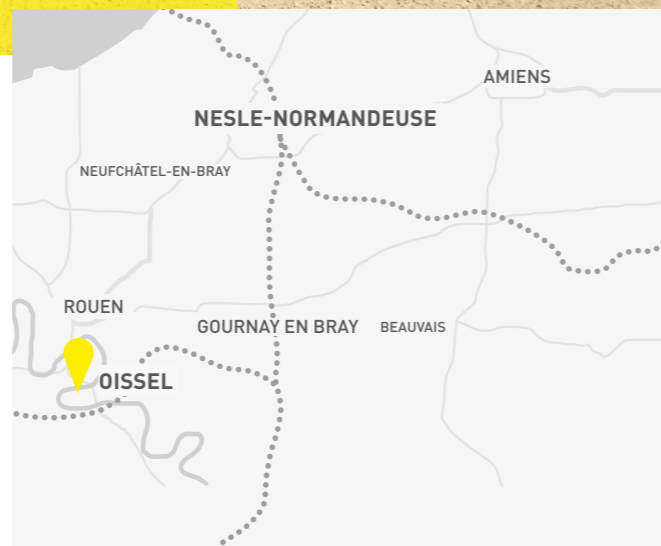 AMIENS
NESLE-NORMANDEUSE
NEUFCHÂTEL-EN-BRAY
ROUEN
GOURNAY EN BRAY
BEAUVAIS
OISSEL